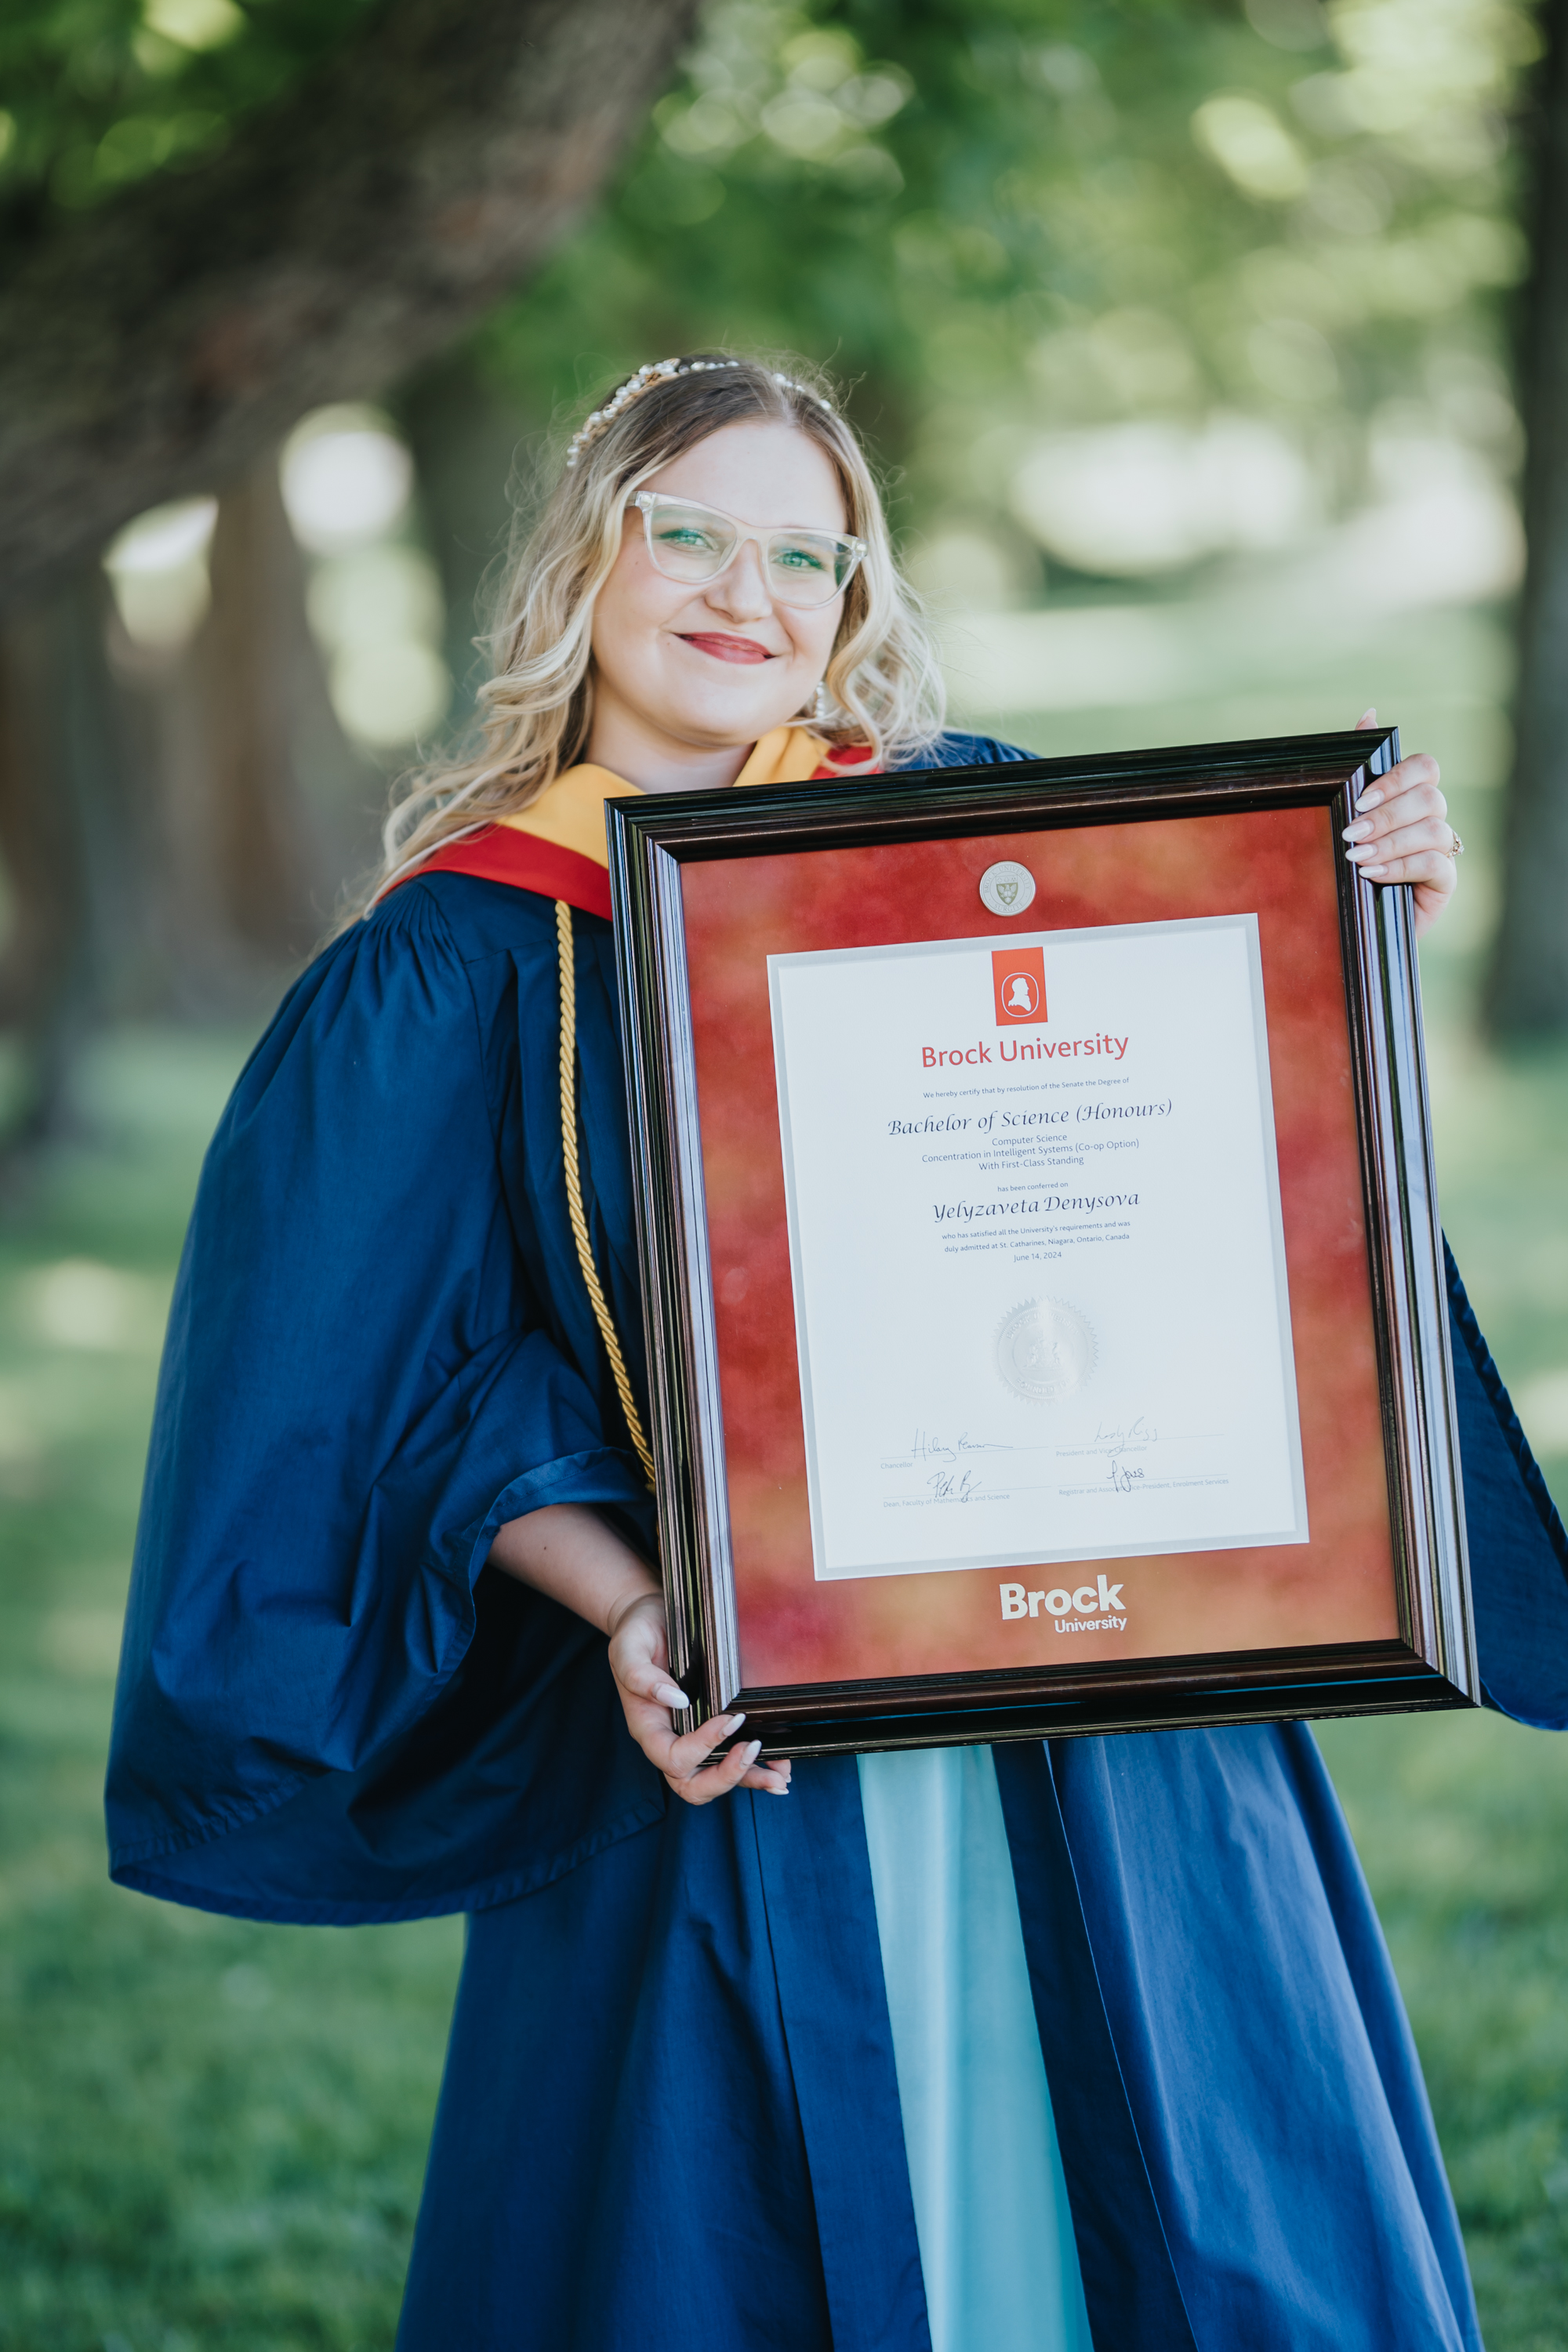 Brock University
We hereby certify that by resolution of the Senate the Degree of
Bachelor of Science (Honours)
Computer Science
Concentration in Intelligent Systems (Co-op Option)
With First-Class Standing
has been conferred on
Yelyzaveta Denysova
who has satisfied all the University's requirements and was
duly admitted at St. Catharines, Niagara, Ontario, Canada
June 14, 2024
Chancellor
President and Vice-Chancellor
Dean, Faculty of Mathematics and Science
Registrar and Associate Vice-President, Enrolment Services
Brock
University